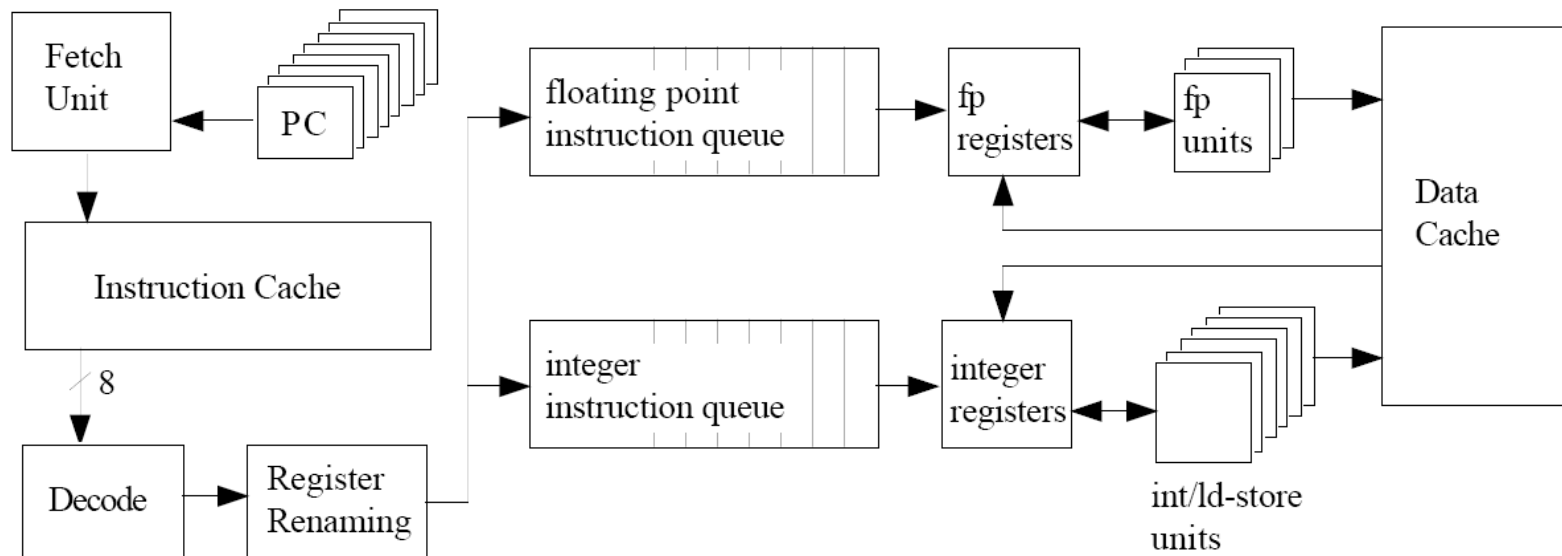 Fetch
Unit
PC
Instruction Cache
8
Decode
Register
Renaming
floating point
instruction queue
integer
instruction queue
fp
registers
fp
units
integer
registers
int/ld-store
units
Data
Cache